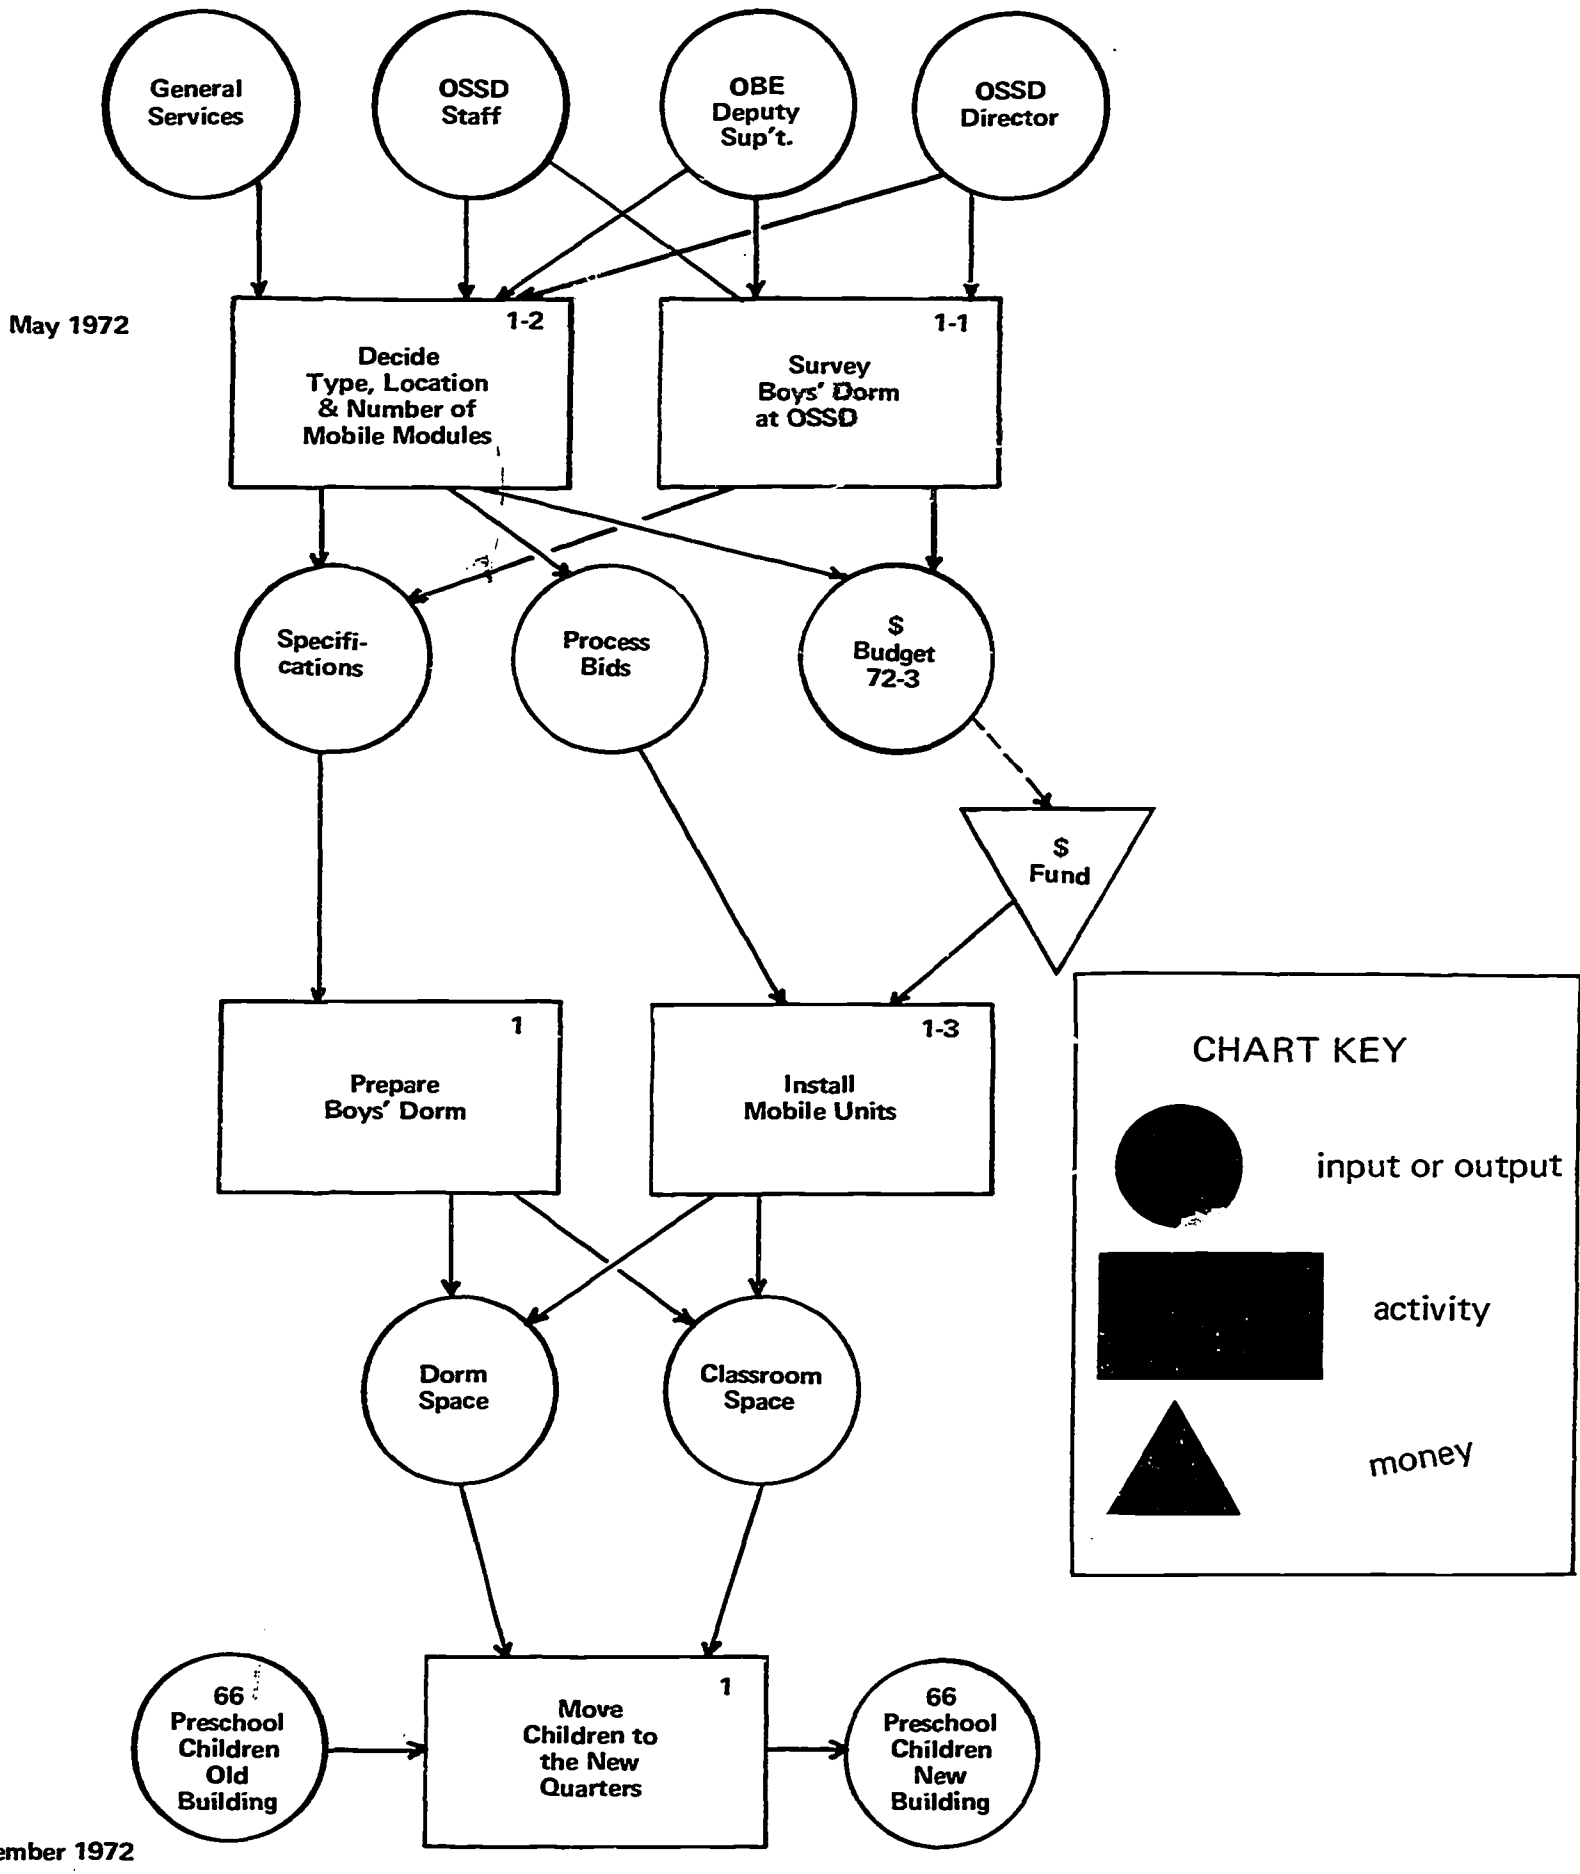 General
Services
OSSD
Staff
OBE
Deputy
Sup't.
OSSD
Director
May 1972
1-2
Decide
Type, Location
& Number of
Mobile Modules
1-1
Survey
Boys' Dorm
at OSSD
Specifi-
cations
Process
Bids
$
Budget
72-3
$
Fund
1
Prepare
Boys' Dorm
1-3
Install
Mobile Units
CHART KEY
input or output
activity
money
Dorm
Space
Classroom
Space
66
Preschool
Children
Old
Building
1
Move
Children to
the New
Quarters
66
Preschool
Children
New
Building
ember 1972